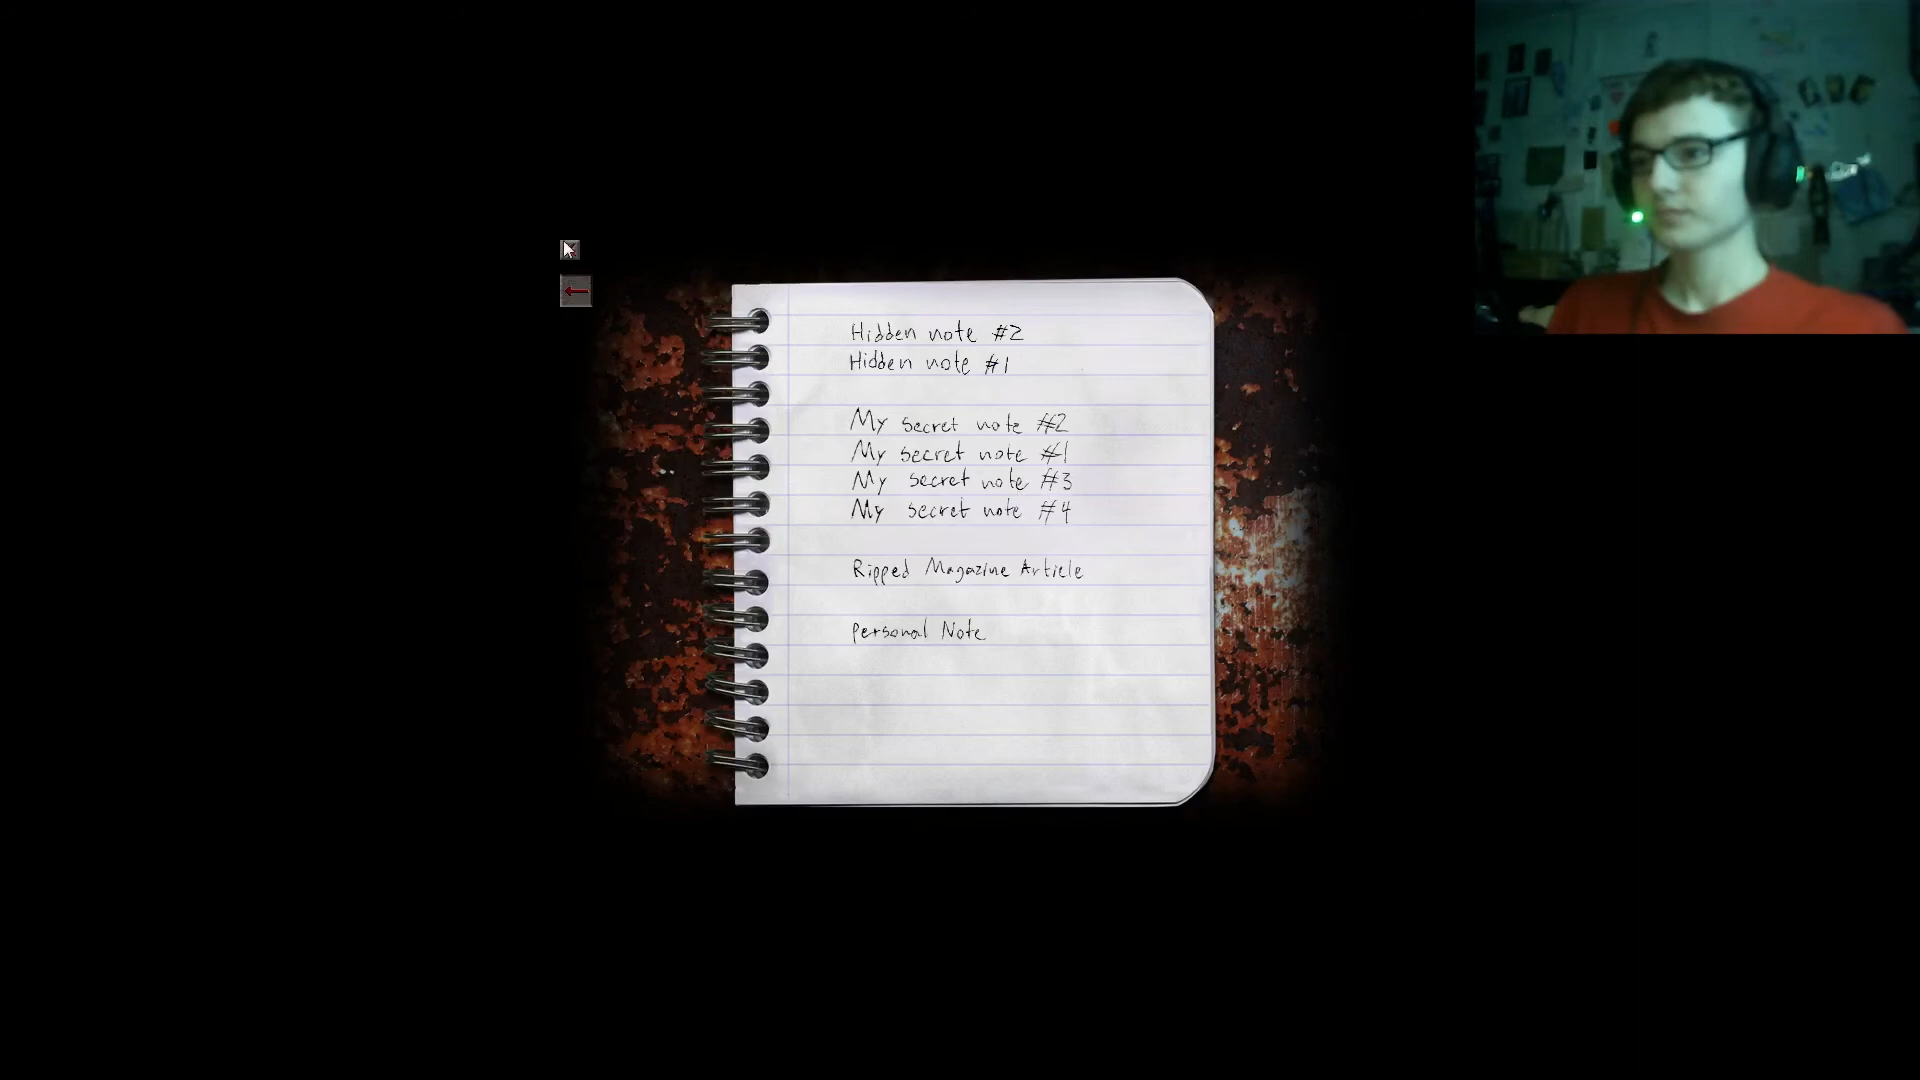 Hidden note #2
Hidden note #1
My secret note #2
My secret note #1
My secret note #3
My secret note #4
Ripped Magazine Article
Personal Note